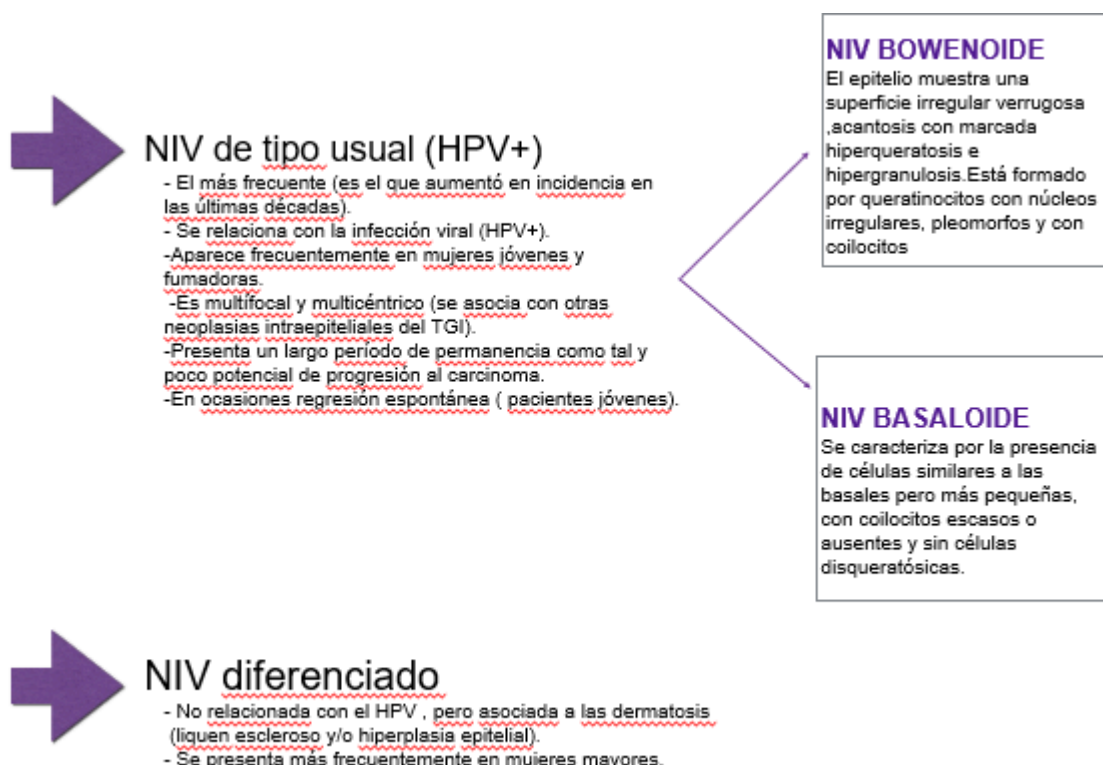 NIV de tipo usual (HPV+)
- El más frecuente (es el que aumentó en incidencia en
las últimas décadas).
- Se relaciona con la infección viral (HPV+).
-Aparece frecuentemente en mujeres jóvenes y
fumadoras.
-Es multífocal y multicéntrico (se asocia con otras
neoplasias intraepiteliales del TGI).
-Presenta un largo período de permanencia como tal y
poco potencial de progresión al carcinoma.
-En ocasiones regresión espontánea ( pacientes jóvenes).
NIV BOWENOIDE
El epitelio muestra una
superficie irregular verrugosa
,acantosis con marcada
hiperqueratosis e
hipergranulosis.Está formado
por queratinocitos con núcleos
irregulares, pleomorfos y con
coilocitos
NIV BASALOIDE
Se caracteriza por la presencia
de células similares a las
basales pero más pequeñas,
con coilocitos escasos o
ausentes y sin células
disqueratósicas.
NIV diferenciado
- No relacionada con el HPV , pero asociada a las dermatosis
(liquen escleroso y/o hiperplasia epitelial).
- Se presenta más frecuentemente en mujeres mayores.